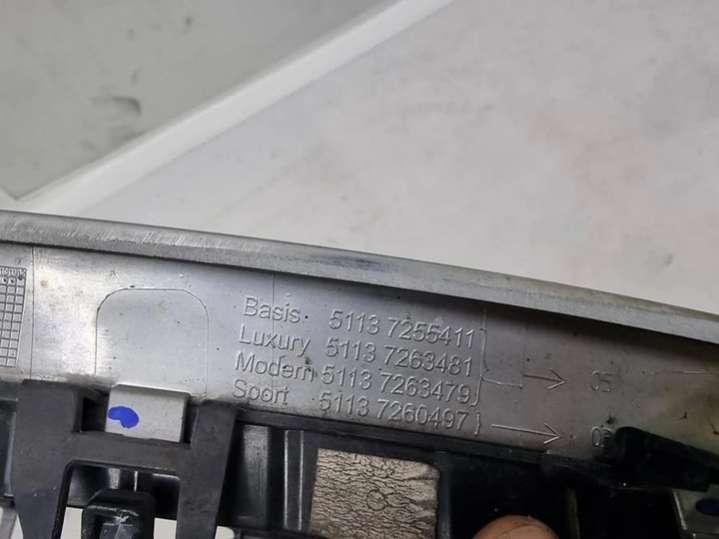 Basis 5113 7255411
Luxury 5113 7263481
Modern 5113 7263479
Sport 5113 7260497